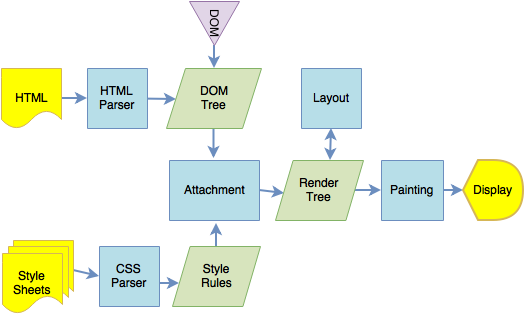 DOM
HTML
HTML
Parser
DOM
Tree
Layout
Attachment
Render
Tree
Painting
Display
Style
Sheets
CSS
Parser
Style
Rules